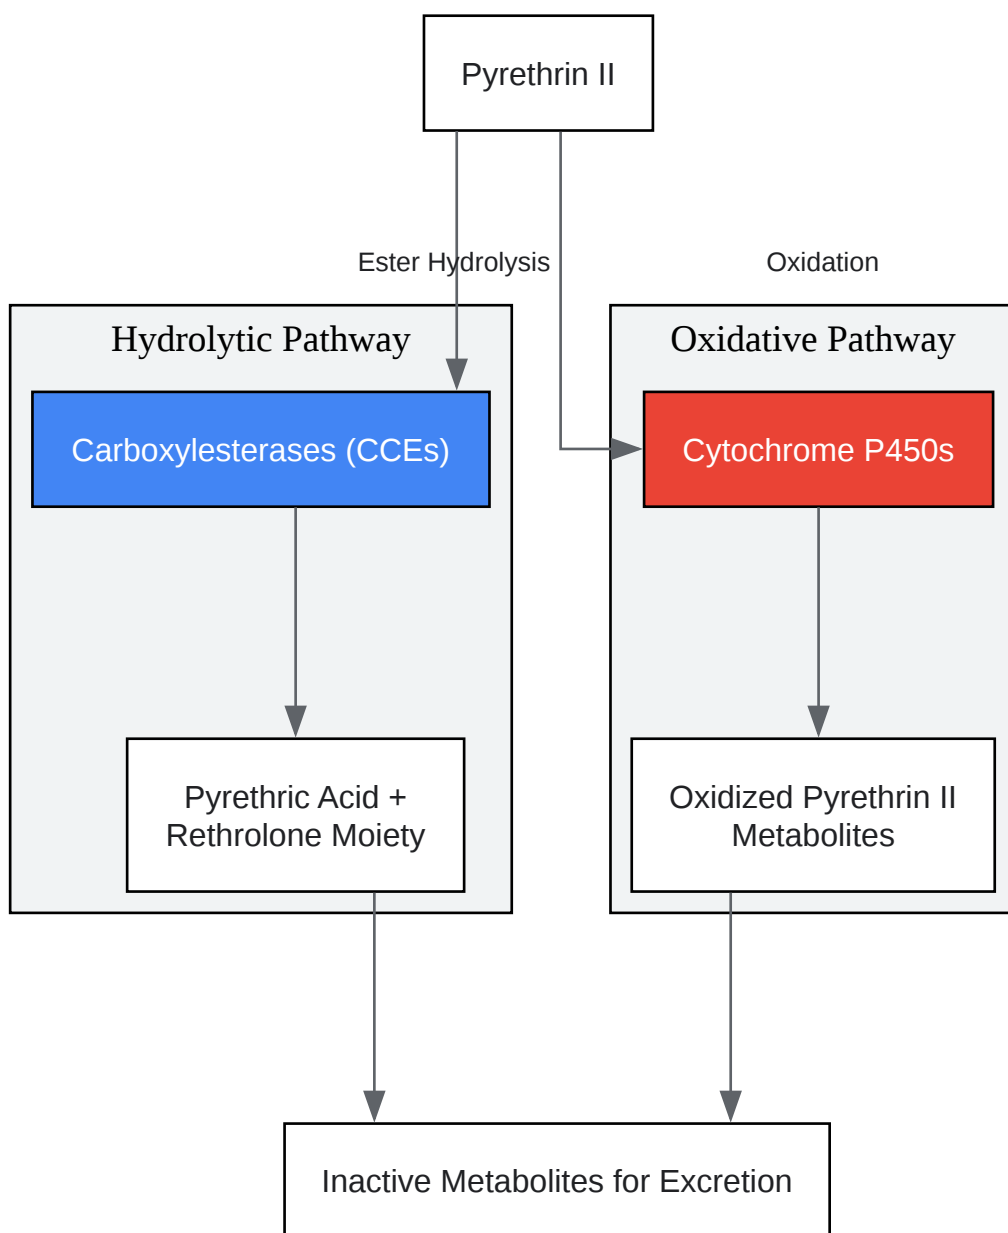 Pyrethrin II
Ester Hydrolysis
Oxidation
Hydrolytic Pathway
Oxidative Pathway
Carboxylesterases (CCEs)
Cytochrome P450s
Pyrethric Acid +
Rethrolone Moiety
Oxidized Pyrethrin II
Metabolites
Inactive Metabolites for Excretion